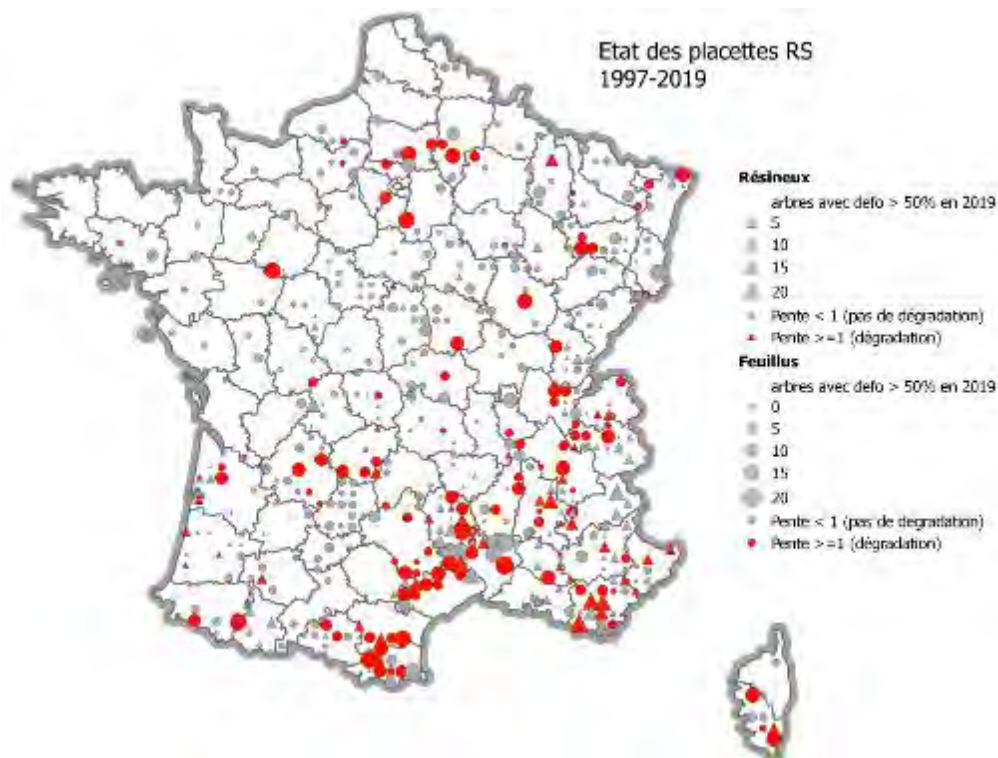 Etat des placettes RS
1997-2019
Résineux
arbres avec defo > 50% en 2019
5
10
15
20
Pente < 1 (pas de dégradation)
Pente >=1 (dégradation)
Feuillus
arbres avec defo > 50% en 2019
0
5
10
15
20
Pente < 1 (pas de degradation)
Pente >=1 (dégradation)